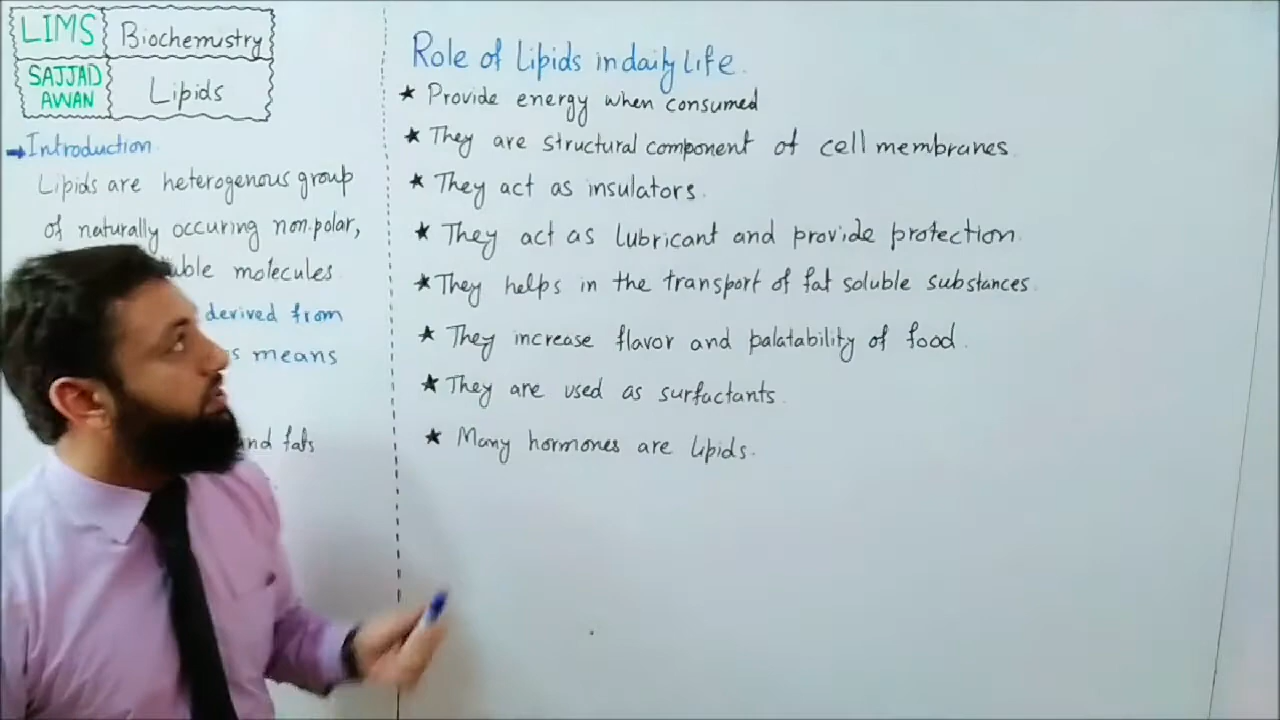 LIMS
Biochemistry
SAJJAD
AWAN
Lipids
Introduction
Lipids are heterogenous group
of naturally occuring non-polar,
molecules
derived from
means
and fats
Role of Lipids in daily life.
★ Provide energy when consumed
★ They are structural component of cell membranes.
★ They act as insulators.
★ They act as lubricant and provide protection.
★ They helps in the transport of fat soluble substances.
★ They increase flavor and palatability of food.
★ They are used as surfactants.
★ Many hormones are lipids.